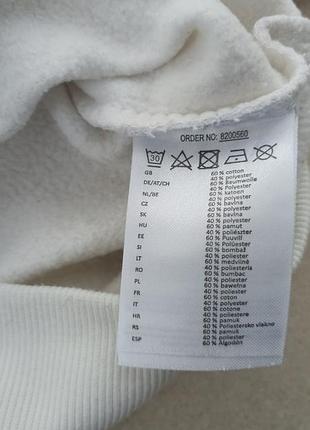 ORDER NO: 8200560
30
GB 60 % cotton
40 % polyester
DE/AT/CH 60 % Baumwolle
40 % Polyester
NL/BE 60 % katoen
40 % polyester
CZ 60 % bavlna
40 % polyester
SK 60 % bavlna
40 % polyester
HU 60 % pamut
40 % poliészter
EE 60 % Puuvill
40 % Polüester
SI 60 % bombaž
40 % poliester
LT 60 % medvilnė
40 % poliesteris
RO 60 % bumbac
40 % poliester
PL 60 % bawełna
40 % poliester
FR 60 % coton
40 % polyester
IT 60 % cotone
40 % poliestere
HR 60 % pamuk
40 % poliester
RS 60 % pamuk
40 % Poliestersko vlakno
ESP 60 % Algodón